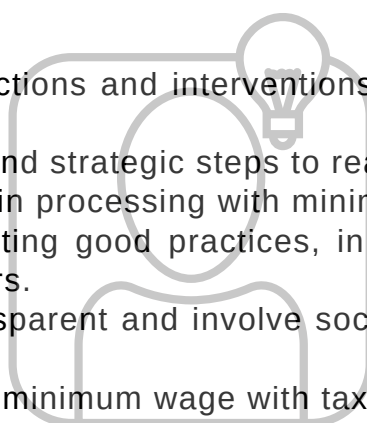 ctions and interventions
nd strategic steps to rea
in processing with minin
ting good practices, in
rs.
sparent and involve soc
minimum wage with tax